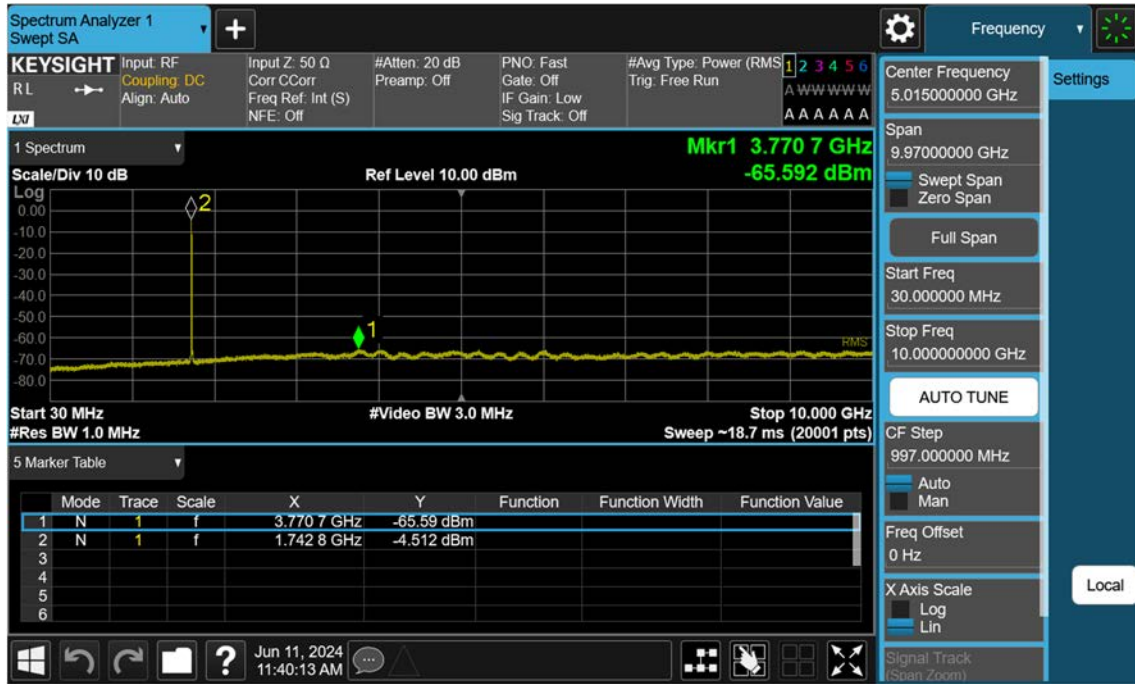 Spectrum Analyzer 1
Swept SA
+
Frequency
KEYSIGHT
RL
LXI
Input: RF
Coupling: DC
Align: Auto
Input Z: 50 Ω
Corr CCorr
Freq Ref: Int (S)
NFE: Off
#Atten: 20 dB
Preamp: Off
PNO: Fast
Gate: Off
IF Gain: Low
Sig Track: Off
#Avg Type: Power (RMS
Trig: Free Run
1 2 3 4 5 6
A W W W W W
A A A A A A
1 Spectrum
Scale/Div 10 dB
Ref Level 10.00 dBm
Mkr1 3.770 7 GHz
-65.592 dBm
Log
0.00
-10.0
-20.0
-30.0
-40.0
-50.0
-60.0
-70.0
-80.0
2
1
RMS
Start 30 MHz
#Video BW 3.0 MHz
Stop 10.000 GHz
#Res BW 1.0 MHz
Sweep ~18.7 ms (20001 pts)
5 Marker Table
Mode Trace Scale X Y Function Function Width Function Value
1 N 1 f 3.770 7 GHz -65.59 dBm
2 N 1 f 1.742 8 GHz -4.512 dBm
3
4
5
6
Center Frequency
5.015000000 GHz
Span
9.97000000 GHz
Swept Span
Zero Span
Full Span
Start Freq
30.000000 MHz
Stop Freq
10.000000000 GHz
AUTO TUNE
CF Step
997.000000 MHz
Auto
Man
Freq Offset
0 Hz
X Axis Scale
Log
Lin
Signal Track
(Span Zoom)
Settings
Local
?
Jun 11, 2024
11:40:13 AM